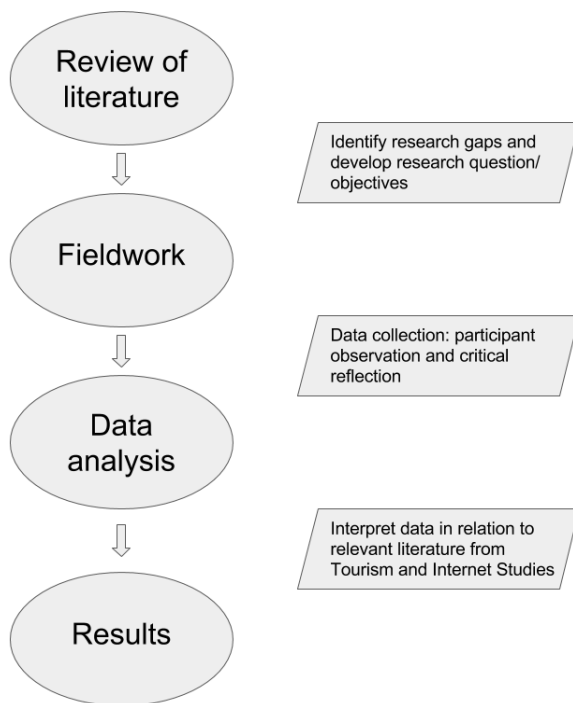 Review of
literature
Identify research gaps and
develop research question/
objectives
Fieldwork
Data collection: participant
observation and critical
reflection
Data
analysis
Interpret data in relation to
relevant literature from
Tourism and Internet Studies
Results